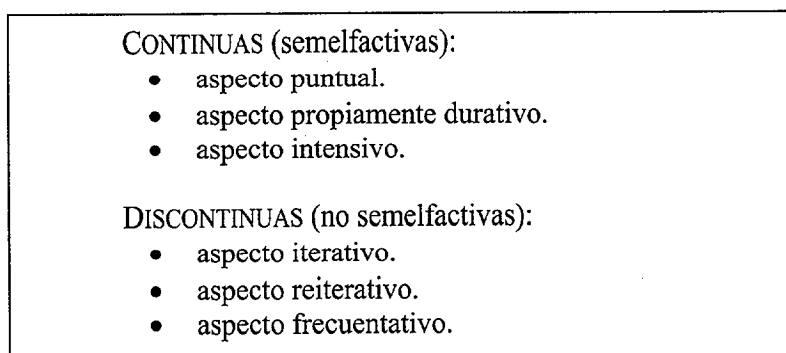 CONTINUAS (semelfactivas):
• aspecto puntual.
• aspecto propiamente durativo.
• aspecto intensivo.
DISCONTINUAS (no semelfactivas):
• aspecto iterativo.
• aspecto reiterativo.
• aspecto frecuentativo.